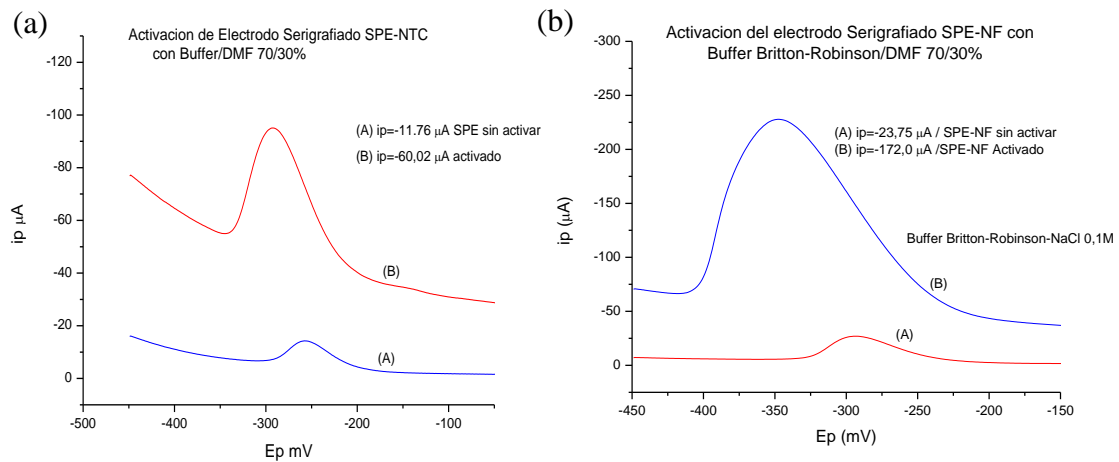 (a)
Activacion de Electrodo Serigrafiado SPE-NTC
con Buffer/DMF 70/30%
(A) ip=-11.76 µA SPE sin activar
(B) ip=-60,02 µA activado
(B)
(A)
-120
-100
-80
-60
-40
-20
0
ip µA
-500
-400
-300
-200
-100
Ep mV
(b)
Activacion del electrodo Serigrafiado SPE-NF con
Buffer Britton-Robinson/DMF 70/30%
(A) ip=-23,75 µA / SPE-NF sin activar
(B) ip=-172,0 µA /SPE-NF Activado
Buffer Britton-Robinson-NaCl 0,1M
(B)
(A)
-300
-250
-200
-150
-100
-50
0
ip (µA)
-450
-400
-350
-300
-250
-200
-150
Ep (mV)